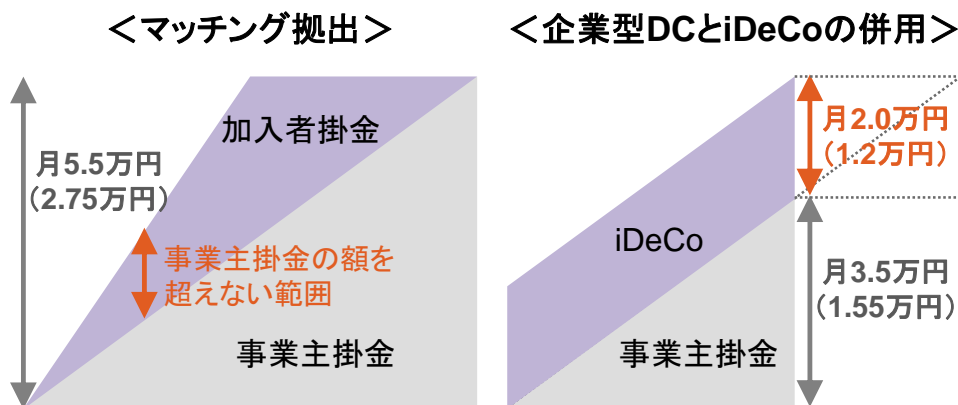 ＜マッチング拠出＞
加入者掛金
月5.5万円
（2.75万円）
事業主掛金の額を
超えない範囲
事業主掛金
＜企業型DCとiDeCoの併用＞
月2.0万円
（1.2万円）
iDeCo
月3.5万円
（1.55万円）
事業主掛金